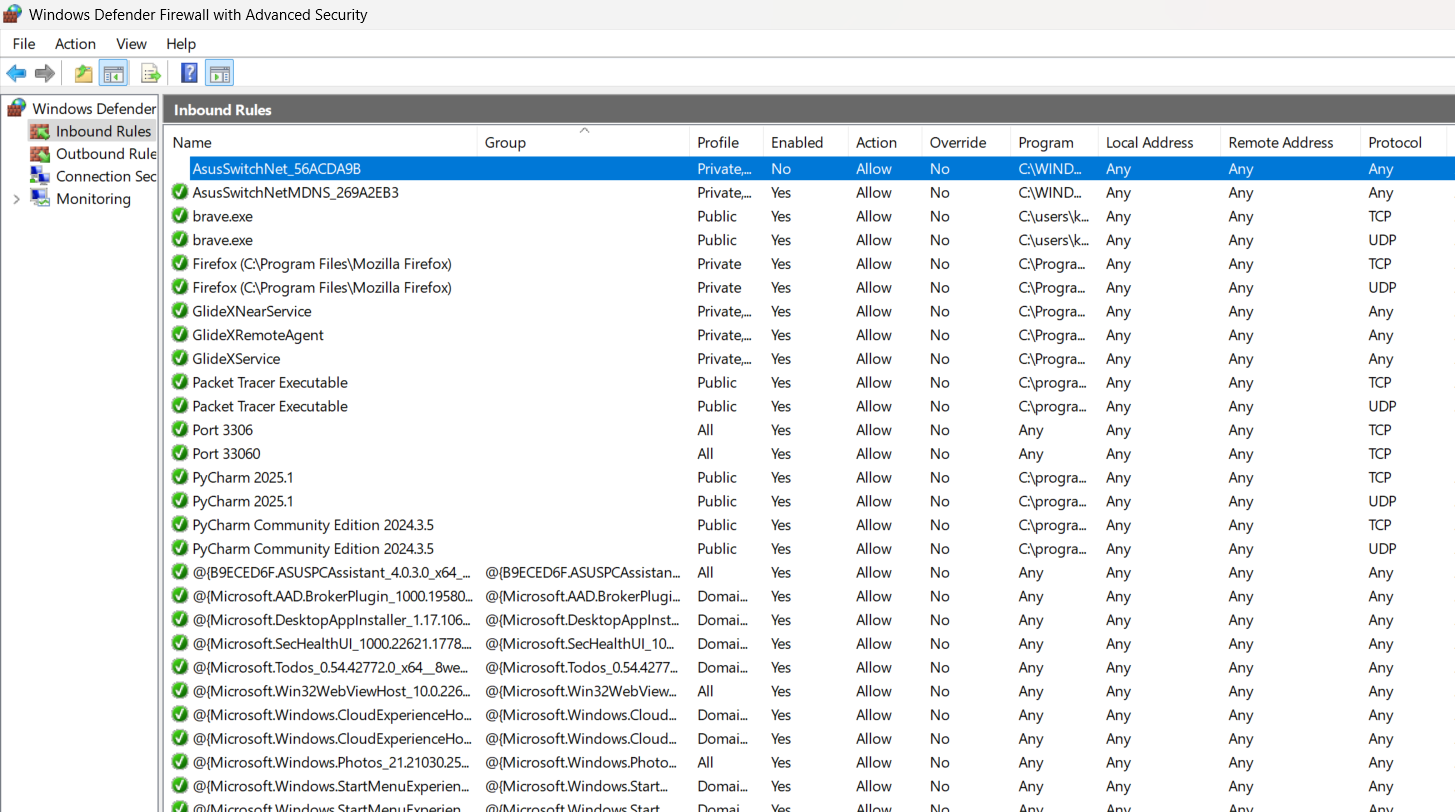 Windows Defender Firewall with Advanced Security
File Action View Help
Windows Defender
Inbound Rules
Outbound Rule
Connection Sec
Monitoring
Inbound Rules
Name Group Profile Enabled Action Override Program Local Address Remote Address Protocol
AsusSwitchNet_56ACDA9B Private,... No Allow No C:\WIND... Any Any Any
AsusSwitchNetMDNS_269A2EB3 Private,... Yes Allow No C:\WIND... Any Any Any
brave.exe Public Yes Allow No C:\users\k... Any Any TCP
brave.exe Public Yes Allow No C:\users\k... Any Any UDP
Firefox (C:\Program Files\Mozilla Firefox) Private Yes Allow No C:\Progra... Any Any TCP
Firefox (C:\Program Files\Mozilla Firefox) Private Yes Allow No C:\Progra... Any Any UDP
GlideXNearService Private,... Yes Allow No C:\Progra... Any Any Any
GlideXRemoteAgent Private,... Yes Allow No C:\Progra... Any Any Any
GlideXService Private,... Yes Allow No C:\Progra... Any Any Any
Packet Tracer Executable Public Yes Allow No C:\progra... Any Any TCP
Packet Tracer Executable Public Yes Allow No C:\progra... Any Any UDP
Port 3306 All Yes Allow No Any Any Any TCP
Port 33060 All Yes Allow No Any Any Any TCP
PyCharm 2025.1 Public Yes Allow No C:\progra... Any Any TCP
PyCharm 2025.1 Public Yes Allow No C:\progra... Any Any UDP
PyCharm Community Edition 2024.3.5 Public Yes Allow No C:\progra... Any Any TCP
PyCharm Community Edition 2024.3.5 Public Yes Allow No C:\progra... Any Any UDP
@{B9ECED6F.ASUSPCAssistant_4.0.3.0_x64_... @{B9ECED6F.ASUSPCAssistan... All Yes Allow No Any Any Any Any
@{Microsoft.AAD.BrokerPlugin_1000.19580... @{Microsoft.AAD.BrokerPlugi... Domai... Yes Allow No Any Any Any Any
@{Microsoft.DesktopAppInstaller_1.17.106... @{Microsoft.DesktopAppInst... Domai... Yes Allow No Any Any Any Any
@{Microsoft.SecHealthUI_1000.22621.1778.... @{Microsoft.SecHealthUI_10... Domai... Yes Allow No Any Any Any Any
@{Microsoft.Todos_0.54.42772.0_x64__8we... @{Microsoft.Todos_0.54.4277... Domai... Yes Allow No Any Any Any Any
@{Microsoft.Win32WebViewHost_10.0.226... @{Microsoft.Win32WebView... All Yes Allow No Any Any Any Any
@{Microsoft.Windows.CloudExperienceHo... @{Microsoft.Windows.Cloud... Domai... Yes Allow No Any Any Any Any
@{Microsoft.Windows.CloudExperienceHo... @{Microsoft.Windows.Cloud... Domai... Yes Allow No Any Any Any Any
@{Microsoft.Windows.Photos_21.21030.25... @{Microsoft.Windows.Photo... All Yes Allow No Any Any Any Any
@{Microsoft.Windows.StartMenuExperien... @{Microsoft.Windows.Start... Domai... Yes Allow No Any Any Any Any
@{Microsoft.Windows.StartMenuExperien... @{Microsoft.Windows.Start... Domai... Yes Allow No Any Any Any Any